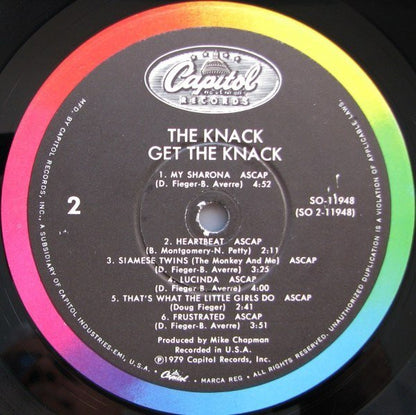 Capitol
RECORDS
THE KNACK
GET THE KNACK
1. MY SHARONA ASCAP
(D. Fieger-B. Averre) 4:52
2
SO-11948
(SO 2-11948)
2. HEARTBEAT ASCAP
(B. Montgomery-N. Petty) 2:11
3. SIAMESE TWINS (The Monkey And Me) ASCAP
(D. Fieger-B. Averre) 3:25
4. LUCINDA ASCAP
(D. Fieger-B. Averre) 4:00
5. THAT'S WHAT THE LITTLE GIRLS DO ASCAP
(Doug Fieger) 2:41
6. FRUSTRATED ASCAP
(D. Fieger-B. Averre) 3:51
Produced by Mike Chapman
Recorded in U.S.A.
Ⓟ1979 Capitol Records, Inc.
MFD. BY CAPITOL RECORDS, INC., A SUBSIDIARY OF CAPITOL INDUSTRIES-EMI, U.S.A. • Capitol • MARCA REG • ALL RIGHTS RESERVED. UNAUTHORIZED DUPLICATION IS A VIOLATION OF APPLICABLE LAWS.